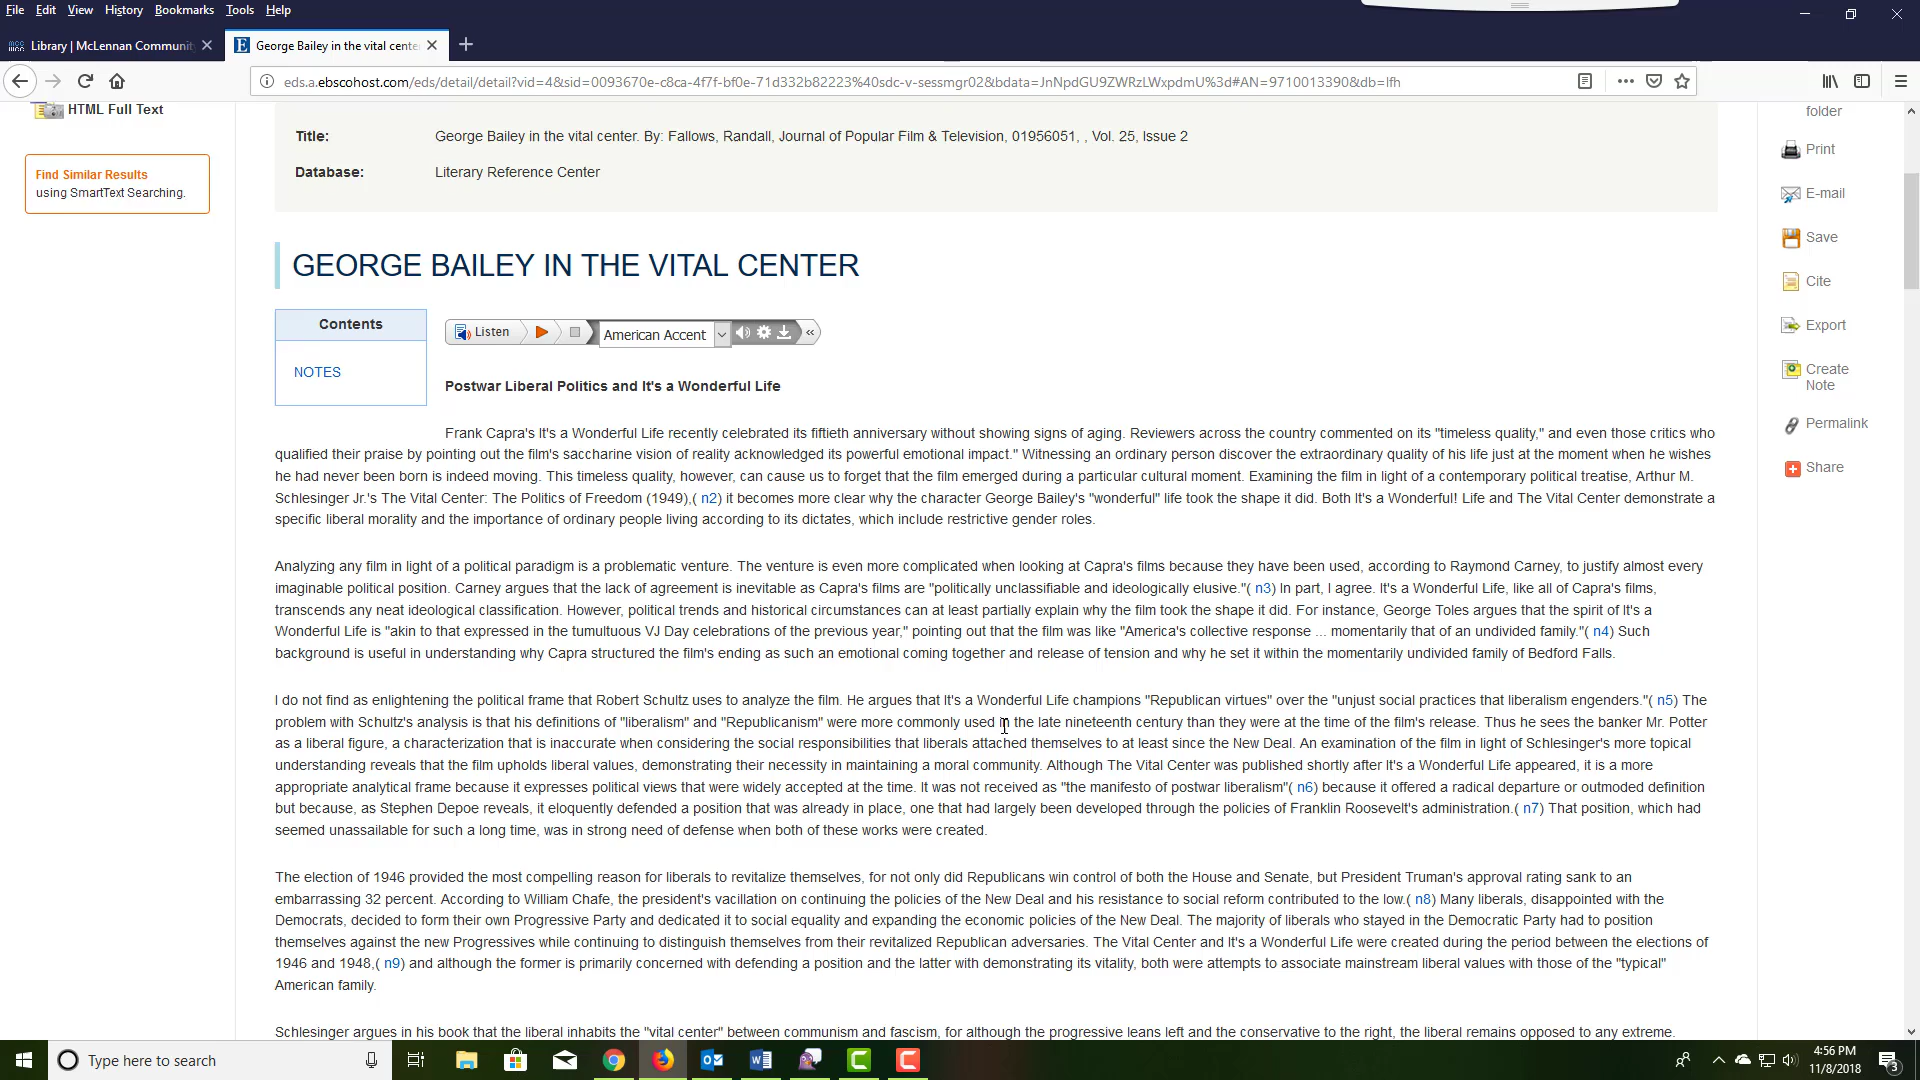 File Edit View History Bookmarks Tools Help
Library | McLennan Communit
George Bailey in the vital cente
eds.a.ebscohost.com/eds/detail/detail?vid=4&sid=0093670e-c8ca-4f7f-bf0e-71d332b82223%40sdc-v-sessmgr02&bdata=JnNpdGU9ZWRzLWxpdmU%3d#AN=9710013390&db=lfh
HTML Full Text
Find Similar Results
using SmartText Searching.
Title: George Bailey in the vital center. By: Fallows, Randall, Journal of Popular Film & Television, 01956051, , Vol. 25, Issue 2
Database: Literary Reference Center
GEORGE BAILEY IN THE VITAL CENTER
Contents
NOTES
Listen American Accent
Postwar Liberal Politics and It's a Wonderful Life
Frank Capra's It's a Wonderful Life recently celebrated its fiftieth anniversary without showing signs of aging. Reviewers across the country commented on its "timeless quality," and even those critics who
qualified their praise by pointing out the film's saccharine vision of reality acknowledged its powerful emotional impact." Witnessing an ordinary person discover the extraordinary quality of his life just at the moment when he wishes
he had never been born is indeed moving. This timeless quality, however, can cause us to forget that the film emerged during a particular cultural moment. Examining the film in light of a contemporary political treatise, Arthur M.
Schlesinger Jr.'s The Vital Center: The Politics of Freedom (1949),( n2) it becomes more clear why the character George Bailey's "wonderful" life took the shape it did. Both It's a Wonderful! Life and The Vital Center demonstrate a
specific liberal morality and the importance of ordinary people living according to its dictates, which include restrictive gender roles.
Analyzing any film in light of a political paradigm is a problematic venture. The venture is even more complicated when looking at Capra's films because they have been used, according to Raymond Carney, to justify almost every
imaginable political position. Carney argues that the lack of agreement is inevitable as Capra's films are "politically unclassifiable and ideologically elusive."( n3) In part, I agree. It's a Wonderful Life, like all of Capra's films,
transcends any neat ideological classification. However, political trends and historical circumstances can at least partially explain why the film took the shape it did. For instance, George Toles argues that the spirit of It's a
Wonderful Life is "akin to that expressed in the tumultuous VJ Day celebrations of the previous year," pointing out that the film was like "America's collective response ... momentarily that of an undivided family."( n4) Such
background is useful in understanding why Capra structured the film's ending as such an emotional coming together and release of tension and why he set it within the momentarily undivided family of Bedford Falls.
I do not find as enlightening the political frame that Robert Schultz uses to analyze the film. He argues that It's a Wonderful Life champions "Republican virtues" over the "unjust social practices that liberalism engenders."( n5) The
problem with Schultz's analysis is that his definitions of "liberalism" and "Republicanism" were more commonly used in the late nineteenth century than they were at the time of the film's release. Thus he sees the banker Mr. Potter
as a liberal figure, a characterization that is inaccurate when considering the social responsibilities that liberals attached themselves to at least since the New Deal. An examination of the film in light of Schlesinger's more topical
understanding reveals that the film upholds liberal values, demonstrating their necessity in maintaining a moral community. Although The Vital Center was published shortly after It's a Wonderful Life appeared, it is a more
appropriate analytical frame because it expresses political views that were widely accepted at the time. It was not received as "the manifesto of postwar liberalism"( n6) because it offered a radical departure or outmoded definition
but because, as Stephen Depoe reveals, it eloquently defended a position that was already in place, one that had largely been developed through the policies of Franklin Roosevelt's administration.( n7) That position, which had
seemed unassailable for such a long time, was in strong need of defense when both of these works were created.
The election of 1946 provided the most compelling reason for liberals to revitalize themselves, for not only did Republicans win control of both the House and Senate, but President Truman's approval rating sank to an
embarrassing 32 percent. According to William Chafe, the president's vacillation on continuing the policies of the New Deal and his resistance to social reform contributed to the low.( n8) Many liberals, disappointed with the
Democrats, decided to form their own Progressive Party and dedicated it to social equality and expanding the economic policies of the New Deal. The majority of liberals who stayed in the Democratic Party had to position
themselves against the new Progressives while continuing to distinguish themselves from their revitalized Republican adversaries. The Vital Center and It's a Wonderful Life were created during the period between the elections of
1946 and 1948,( n9) and although the former is primarily concerned with defending a position and the latter with demonstrating its vitality, both were attempts to associate mainstream liberal values with those of the "typical"
American family.
Schlesinger argues in his book that the liberal inhabits the "vital center" between communism and fascism, for although the progressive leans left and the conservative to the right, the liberal remains opposed to any extreme.
folder
Print
E-mail
Save
Cite
Export
Create
Note
Permalink
Share
Type here to search
4:56 PM
11/8/2018
3